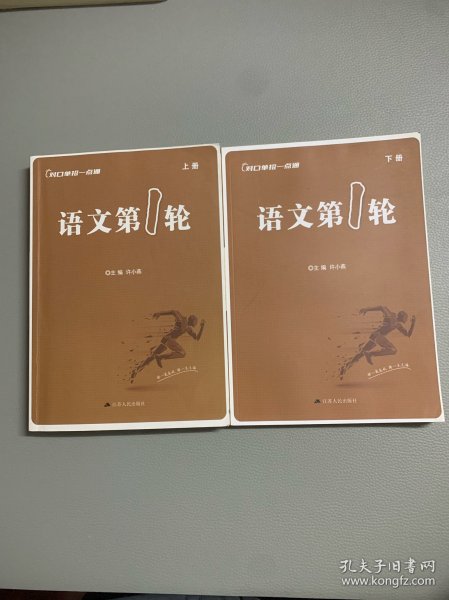 对口单招一点通
上册
语文第1轮
主编 许小燕
江苏人民出版社
对口单招一点通
下册
语文第1轮
主编 许小燕
江苏人民出版社
孔夫子旧书网
www.kongfz.com